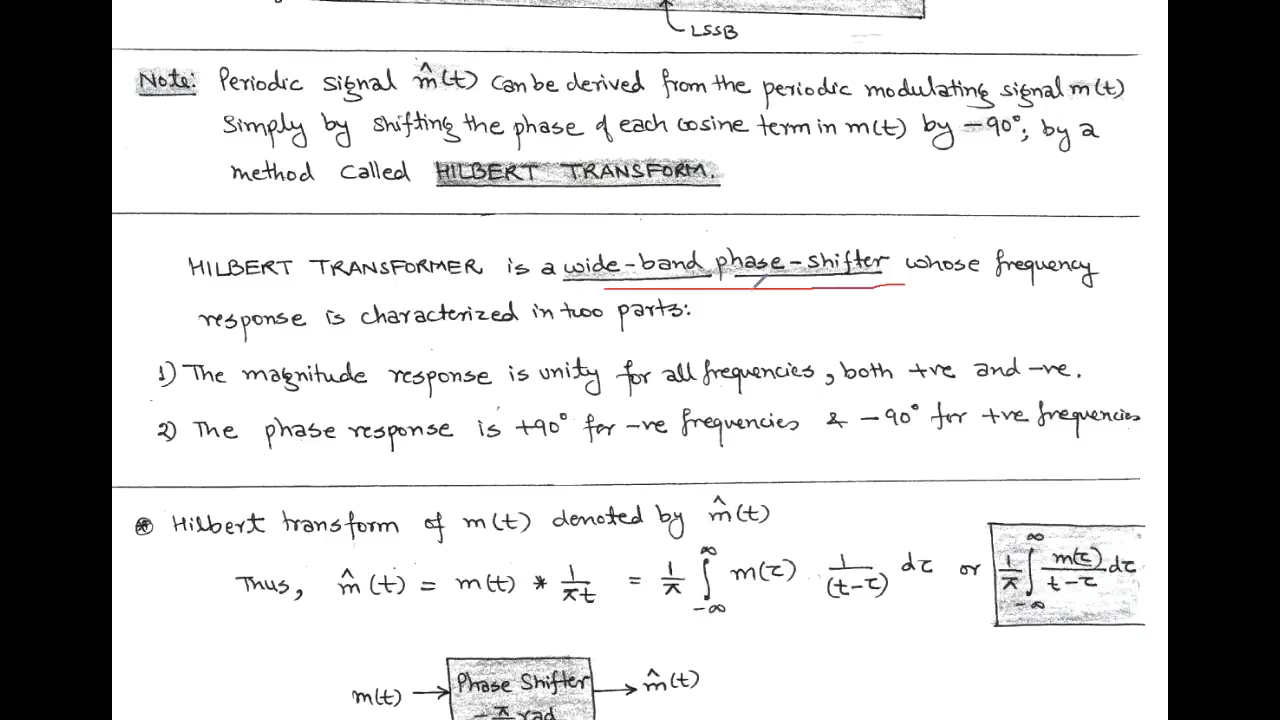 LSSB
Note: Periodic signal m̂(t) can be derived from the periodic modulating signal m(t)
Simply by shifting the phase of each cosine term in m(t) by -90°; by a
method called HILBERT TRANSFORM.
HILBERT TRANSFORMER is a wide-band phase-shifter whose frequency
response is characterized in two parts:
1) The magnitude response is unity for all frequencies, both +ve and -ve.
2) The phase response is +90° for -ve frequencies & -90° for +ve frequencies
⊛ Hilbert transform of m(t) denoted by m̂(t)
Thus, m̂(t) = m(t) * 1/πt = 1/π ∫_{-∞}^{∞} m(τ) 1/(t-τ) dτ or 1/π ∫_{-∞}^{∞} m(τ)/t-τ dτ
m(t) → Phase Shifter → m̂(t)
-π/2 rad